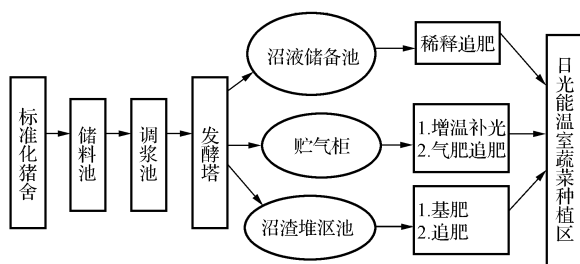 标准化猪舍
储料池
调浆池
发酵塔
沼液储备池
贮气柜
沼渣堆沤池
稀释追肥
1.增温补光
2.气肥追肥
1.基肥
2.追肥
日光能温室蔬菜种植区